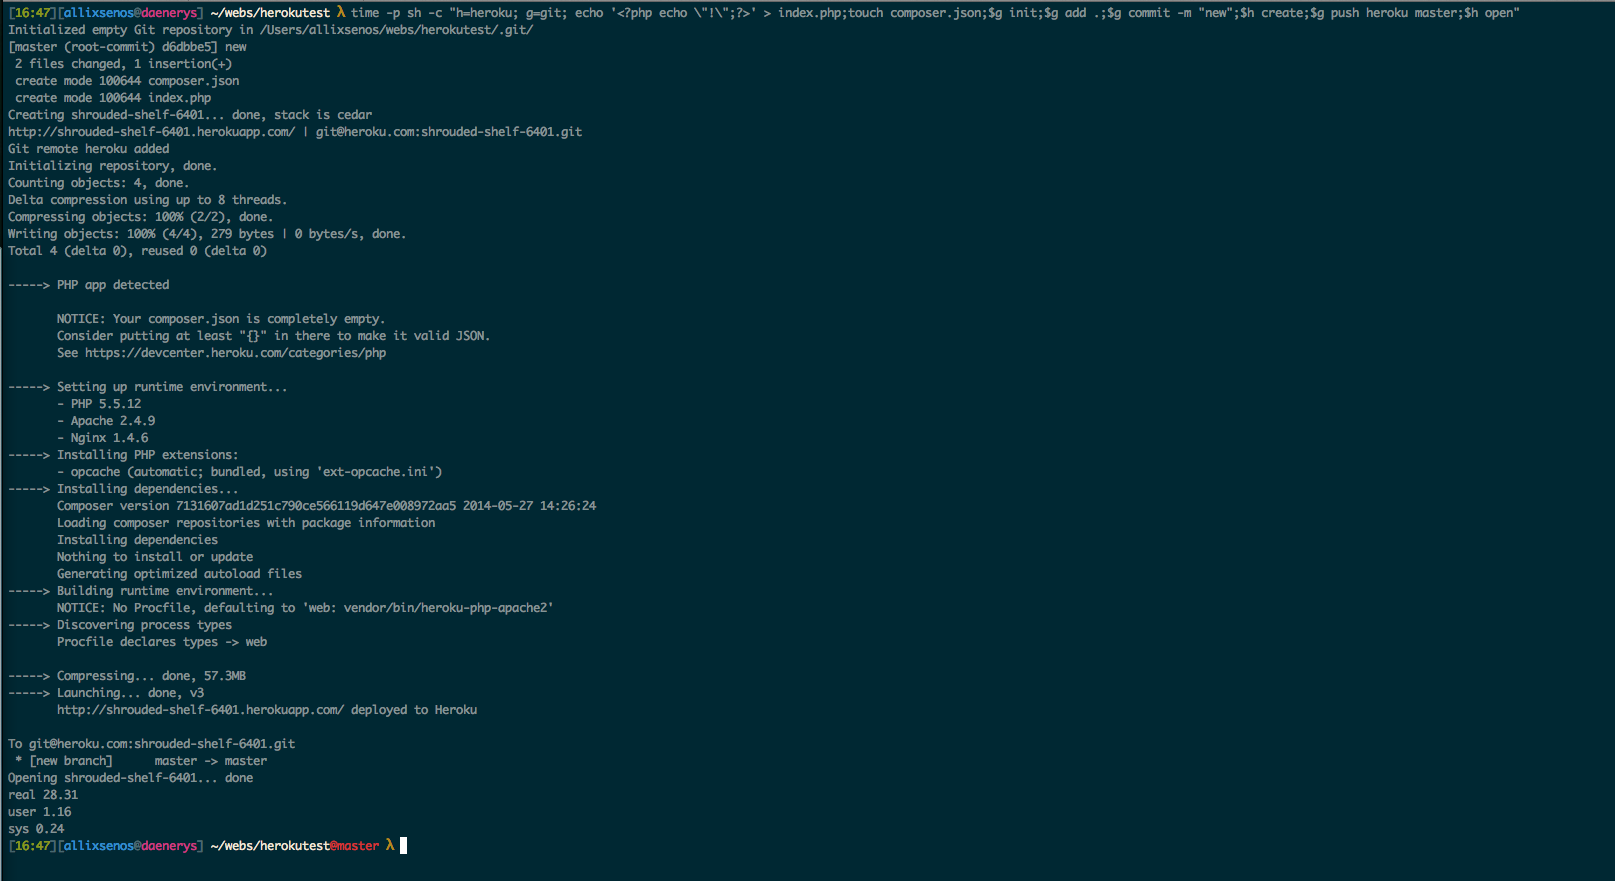 [16:47][allixsenos@daenerys] ~/webs/herokutest λ time -p sh -c "h=heroku; g=git; echo '<?php echo \"!\";?>' > index.php;touch composer.json;$g init;$g add .;$g commit -m "new";$h create;$g push heroku master;$h open"
Initialized empty Git repository in /Users/allixsenos/webs/herokutest/.git/
[master (root-commit) d6dbbe5] new
 2 files changed, 1 insertion(+)
 create mode 100644 composer.json
 create mode 100644 index.php
Creating shrouded-shelf-6401... done, stack is cedar
http://shrouded-shelf-6401.herokuapp.com/ | git@heroku.com:shrouded-shelf-6401.git
Git remote heroku added
Initializing repository, done.
Counting objects: 4, done.
Delta compression using up to 8 threads.
Compressing objects: 100% (2/2), done.
Writing objects: 100% (4/4), 279 bytes | 0 bytes/s, done.
Total 4 (delta 0), reused 0 (delta 0)
-----> PHP app detected
       NOTICE: Your composer.json is completely empty.
       Consider putting at least "{}" in there to make it valid JSON.
       See https://devcenter.heroku.com/categories/php
-----> Setting up runtime environment...
       - PHP 5.5.12
       - Apache 2.4.9
       - Nginx 1.4.6
-----> Installing PHP extensions:
       - opcache (automatic; bundled, using 'ext-opcache.ini')
-----> Installing dependencies...
       Composer version 7131607ad1d251c790ce566119d647e008972aa5 2014-05-27 14:26:24
       Loading composer repositories with package information
       Installing dependencies
       Nothing to install or update
       Generating optimized autoload files
-----> Building runtime environment...
       NOTICE: No Procfile, defaulting to 'web: vendor/bin/heroku-php-apache2'
-----> Discovering process types
       Procfile declares types -> web
-----> Compressing... done, 57.3MB
-----> Launching... done, v3
       http://shrouded-shelf-6401.herokuapp.com/ deployed to Heroku
To git@heroku.com:shrouded-shelf-6401.git
 * [new branch]      master -> master
Opening shrouded-shelf-6401... done
real 28.31
user 1.16
sys 0.24
[16:47][allixsenos@daenerys] ~/webs/herokutest@master λ